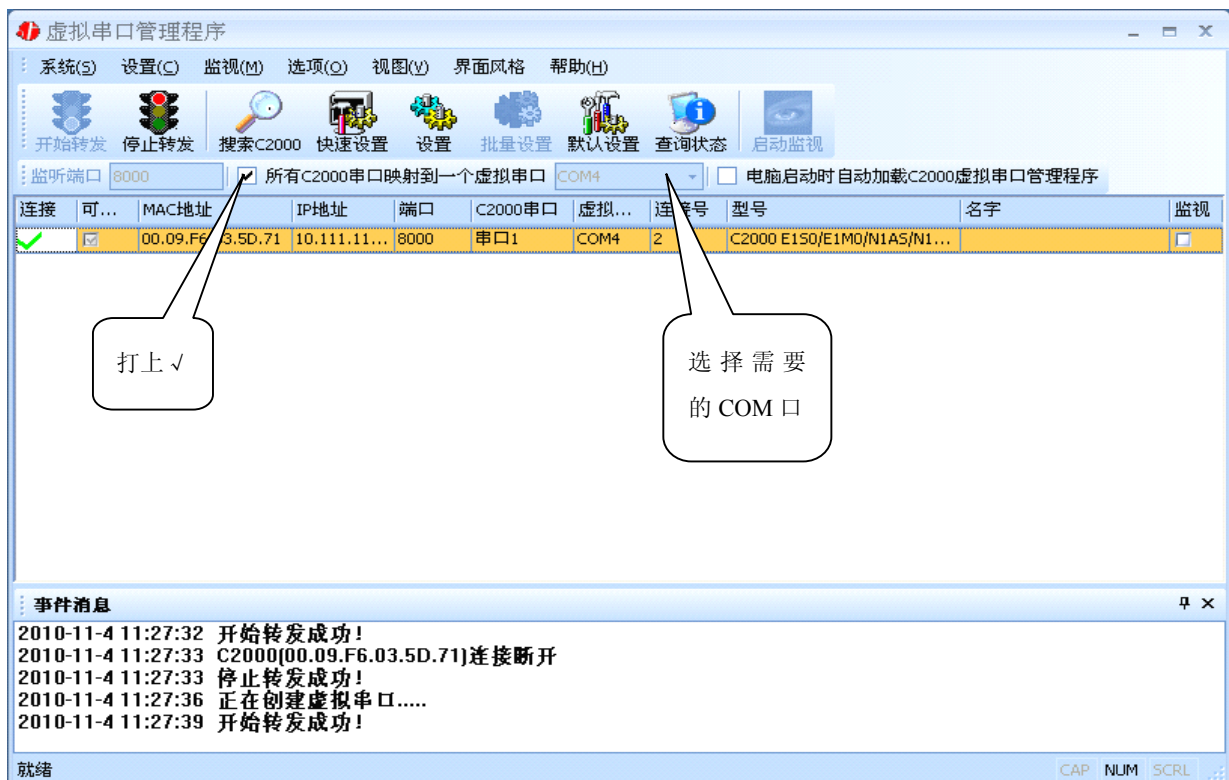 虚拟串口管理程序
系统(S) 设置(C) 监视(M) 选项(O) 视图(V) 界面风格 帮助(H)
开始转发 停止转发 搜索C2000 快速设置 设置 批量设置 默认设置 查询状态 启动监视
监听端口 8000 所有C2000串口映射到一个虚拟串口 COM4 电脑启动时自动加载C2000虚拟串口管理程序
连接 可... MAC地址 IP地址 端口 C2000串口 虚拟... 连接号 型号 名字 监视
00.09.F6.03.5D.71 10.111.11... 8000 串口1 COM4 2 C2000 E1S0/E1M0/N1AS/N1...
打上√
选择需要
的COM口
事件消息
2010-11-4 11:27:32 开始转发成功!
2010-11-4 11:27:33 C2000(00.09.F6.03.5D.71)连接断开
2010-11-4 11:27:33 停止转发成功!
2010-11-4 11:27:36 正在创建虚拟串口.....
2010-11-4 11:27:39 开始转发成功!
就绪 CAP NUM SCRL